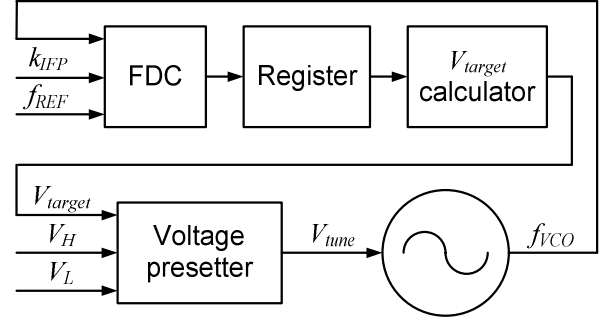 k_IFP
f_REF
FDC
Register
V_target
calculator
V_target
V_H
V_L
Voltage
presetter
V_tune
f_VCO